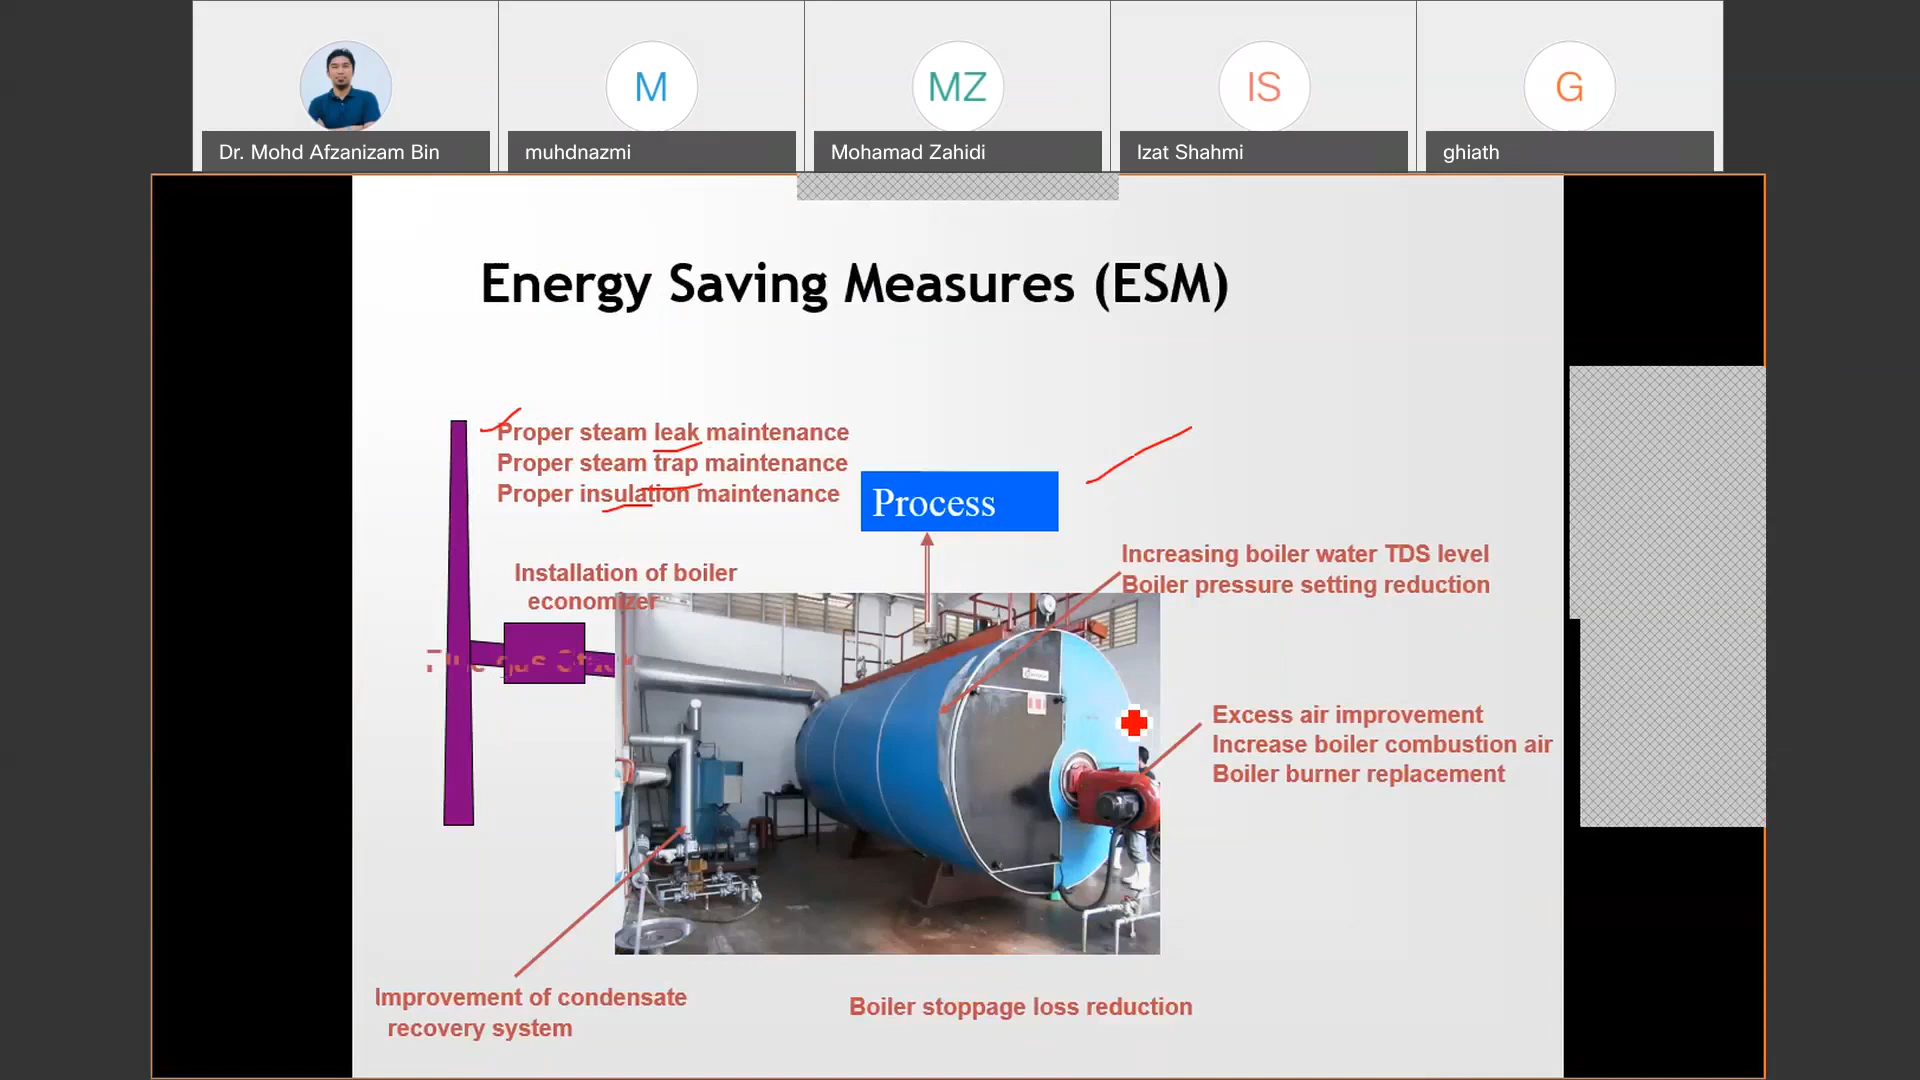 Dr. Mohd Afzanizam Bin
M
muhdnazmi
MZ
Mohamad Zahidi
IS
Izat Shahmi
G
ghiath
Energy Saving Measures (ESM)
Proper steam leak maintenance
Proper steam trap maintenance
Proper insulation maintenance
Process
Increasing boiler water TDS level
Boiler pressure setting reduction
Installation of boiler
economizer
Excess air improvement
Increase boiler combustion air
Boiler burner replacement
Improvement of condensate
recovery system
Boiler stoppage loss reduction